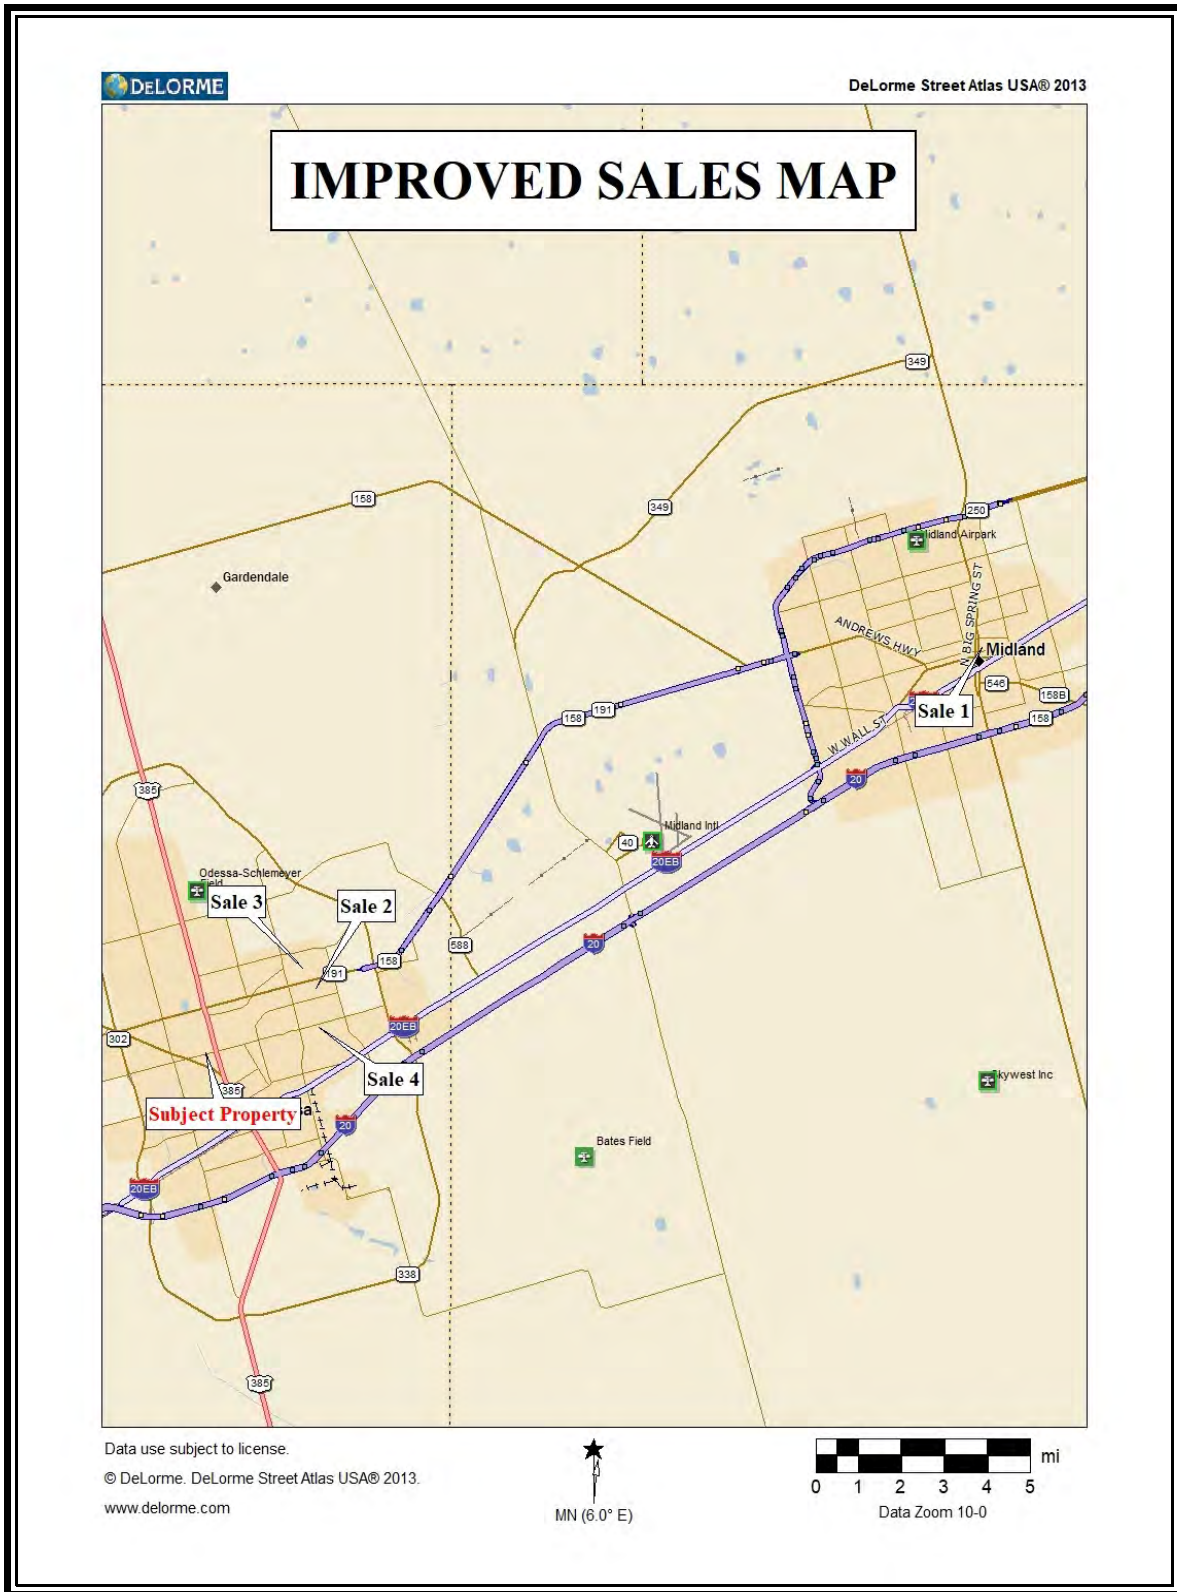 DELORME
DeLorme Street Atlas USA® 2013
IMPROVED SALES MAP
349
158
349
250
Midland Airpark
Gardendale
N BIG SPRING ST
ANDREWS HWY
Midland
546
158B
Sale 1
158
191
158
W WALL ST
20
385
Midland Intl
40
20EB
Odessa-Schlemeyer
Field
Sale 3
Sale 2
588
20
158
191
20EB
302
Sale 4
385
Skywest Inc
Subject Property
sa
20
Bates Field
20EB
338
385
Data use subject to license.
© DeLorme. DeLorme Street Atlas USA® 2013.
www.delorme.com
MN (6.0° E)
mi
0 1 2 3 4 5
Data Zoom 10-0